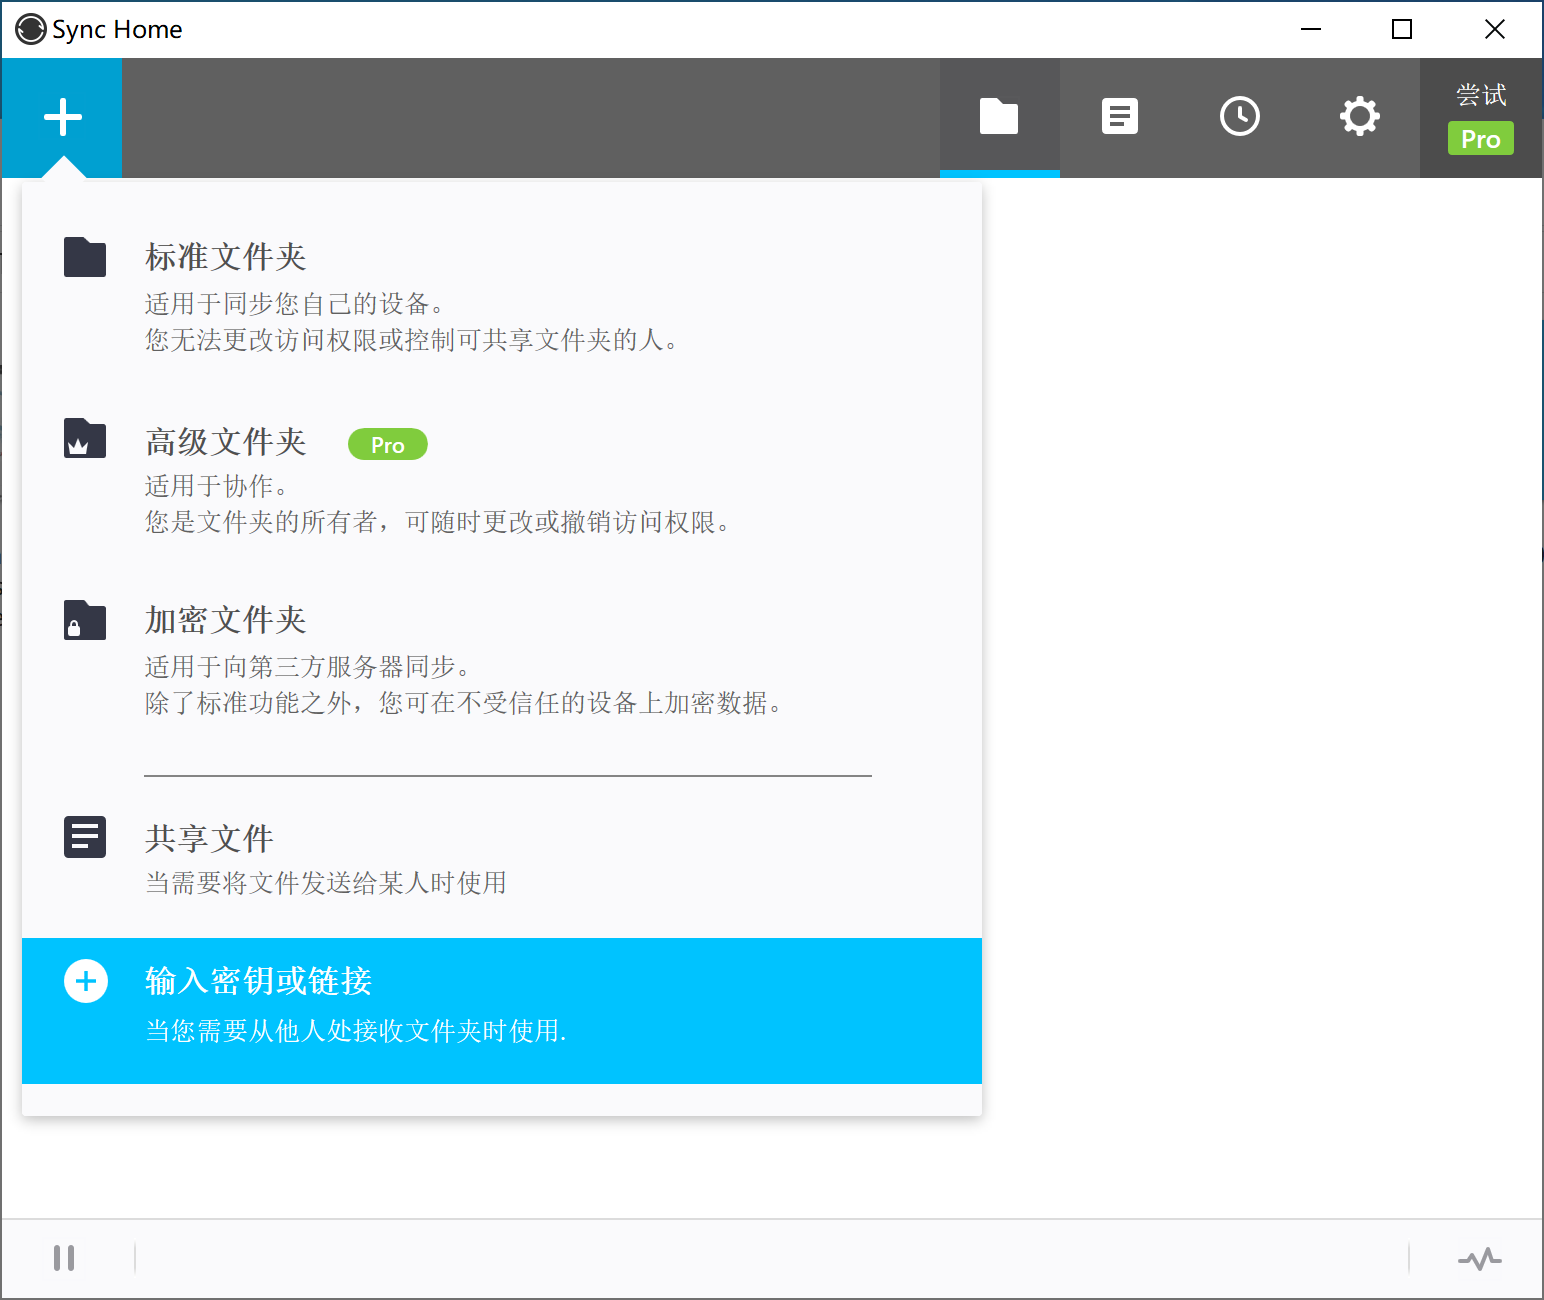 Sync Home
尝试
Pro
标准文件夹
适用于同步您自己的设备。
您无法更改访问权限或控制可共享文件夹的人。
高级文件夹 Pro
适用于协作。
您是文件夹的所有者，可随时更改或撤销访问权限。
加密文件夹
适用于向第三方服务器同步。
除了标准功能之外，您可在不受信任的设备上加密数据。
共享文件
当需要将文件发送给某人时使用
输入密钥或链接
当您需要从他人处接收文件夹时使用.